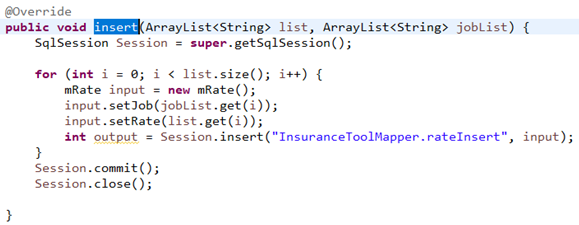 @Override
public void insert(ArrayList<String> list, ArrayList<String> jobList) {
    SqlSession Session = super.getSqlSession();

    for (int i = 0; i < list.size(); i++) {
        mRate input = new mRate();
        input.setJob(jobList.get(i));
        input.setRate(list.get(i));
        int output = Session.insert("InsuranceToolMapper.rateInsert", input);
    }
    Session.commit();
    Session.close();

}